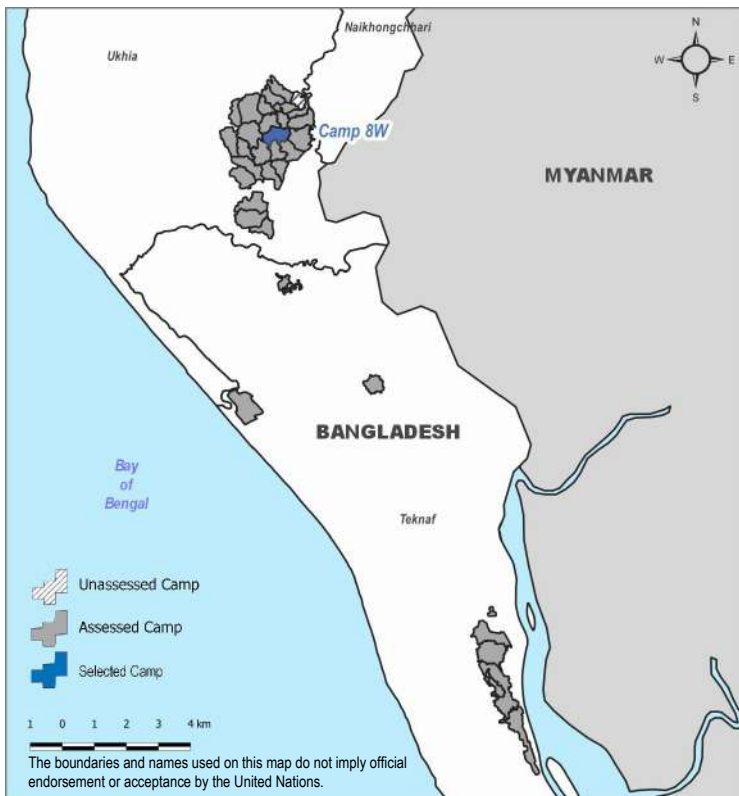 Naikhongchhari
Ukhia
N
W
E
S
Camp 8W
MYANMAR
BANGLADESH
Bay
of
Bengal
Teknaf
Unassessed Camp
Assessed Camp
Selected Camp
1 0 1 2 3 4 km
The boundaries and names used on this map do not imply official
endorsement or acceptance by the United Nations.